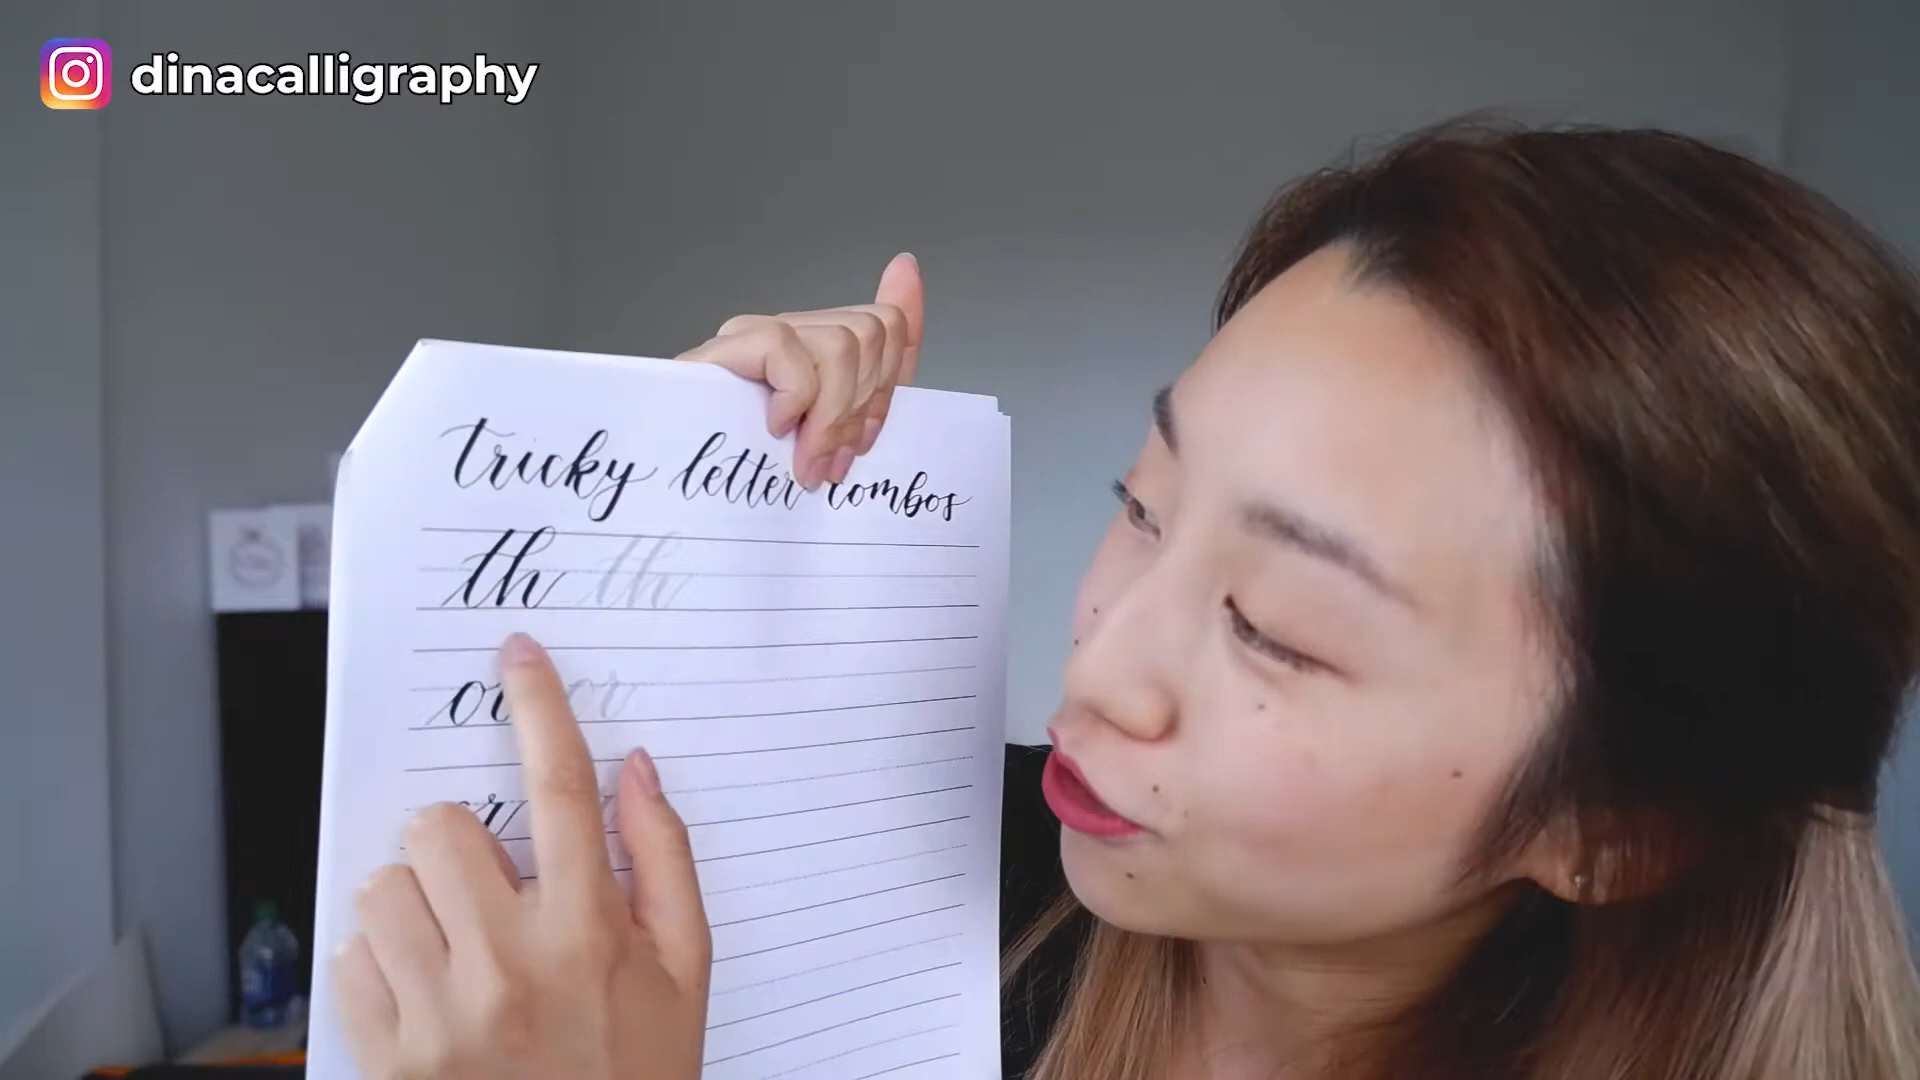 dinacalligraphy
tricky letter combos
th th
or or